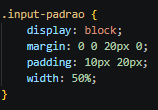 .input-padrao {
    display: block;
    margin: 0 0 20px 0;
    padding: 10px 20px;
    width: 50%;
}